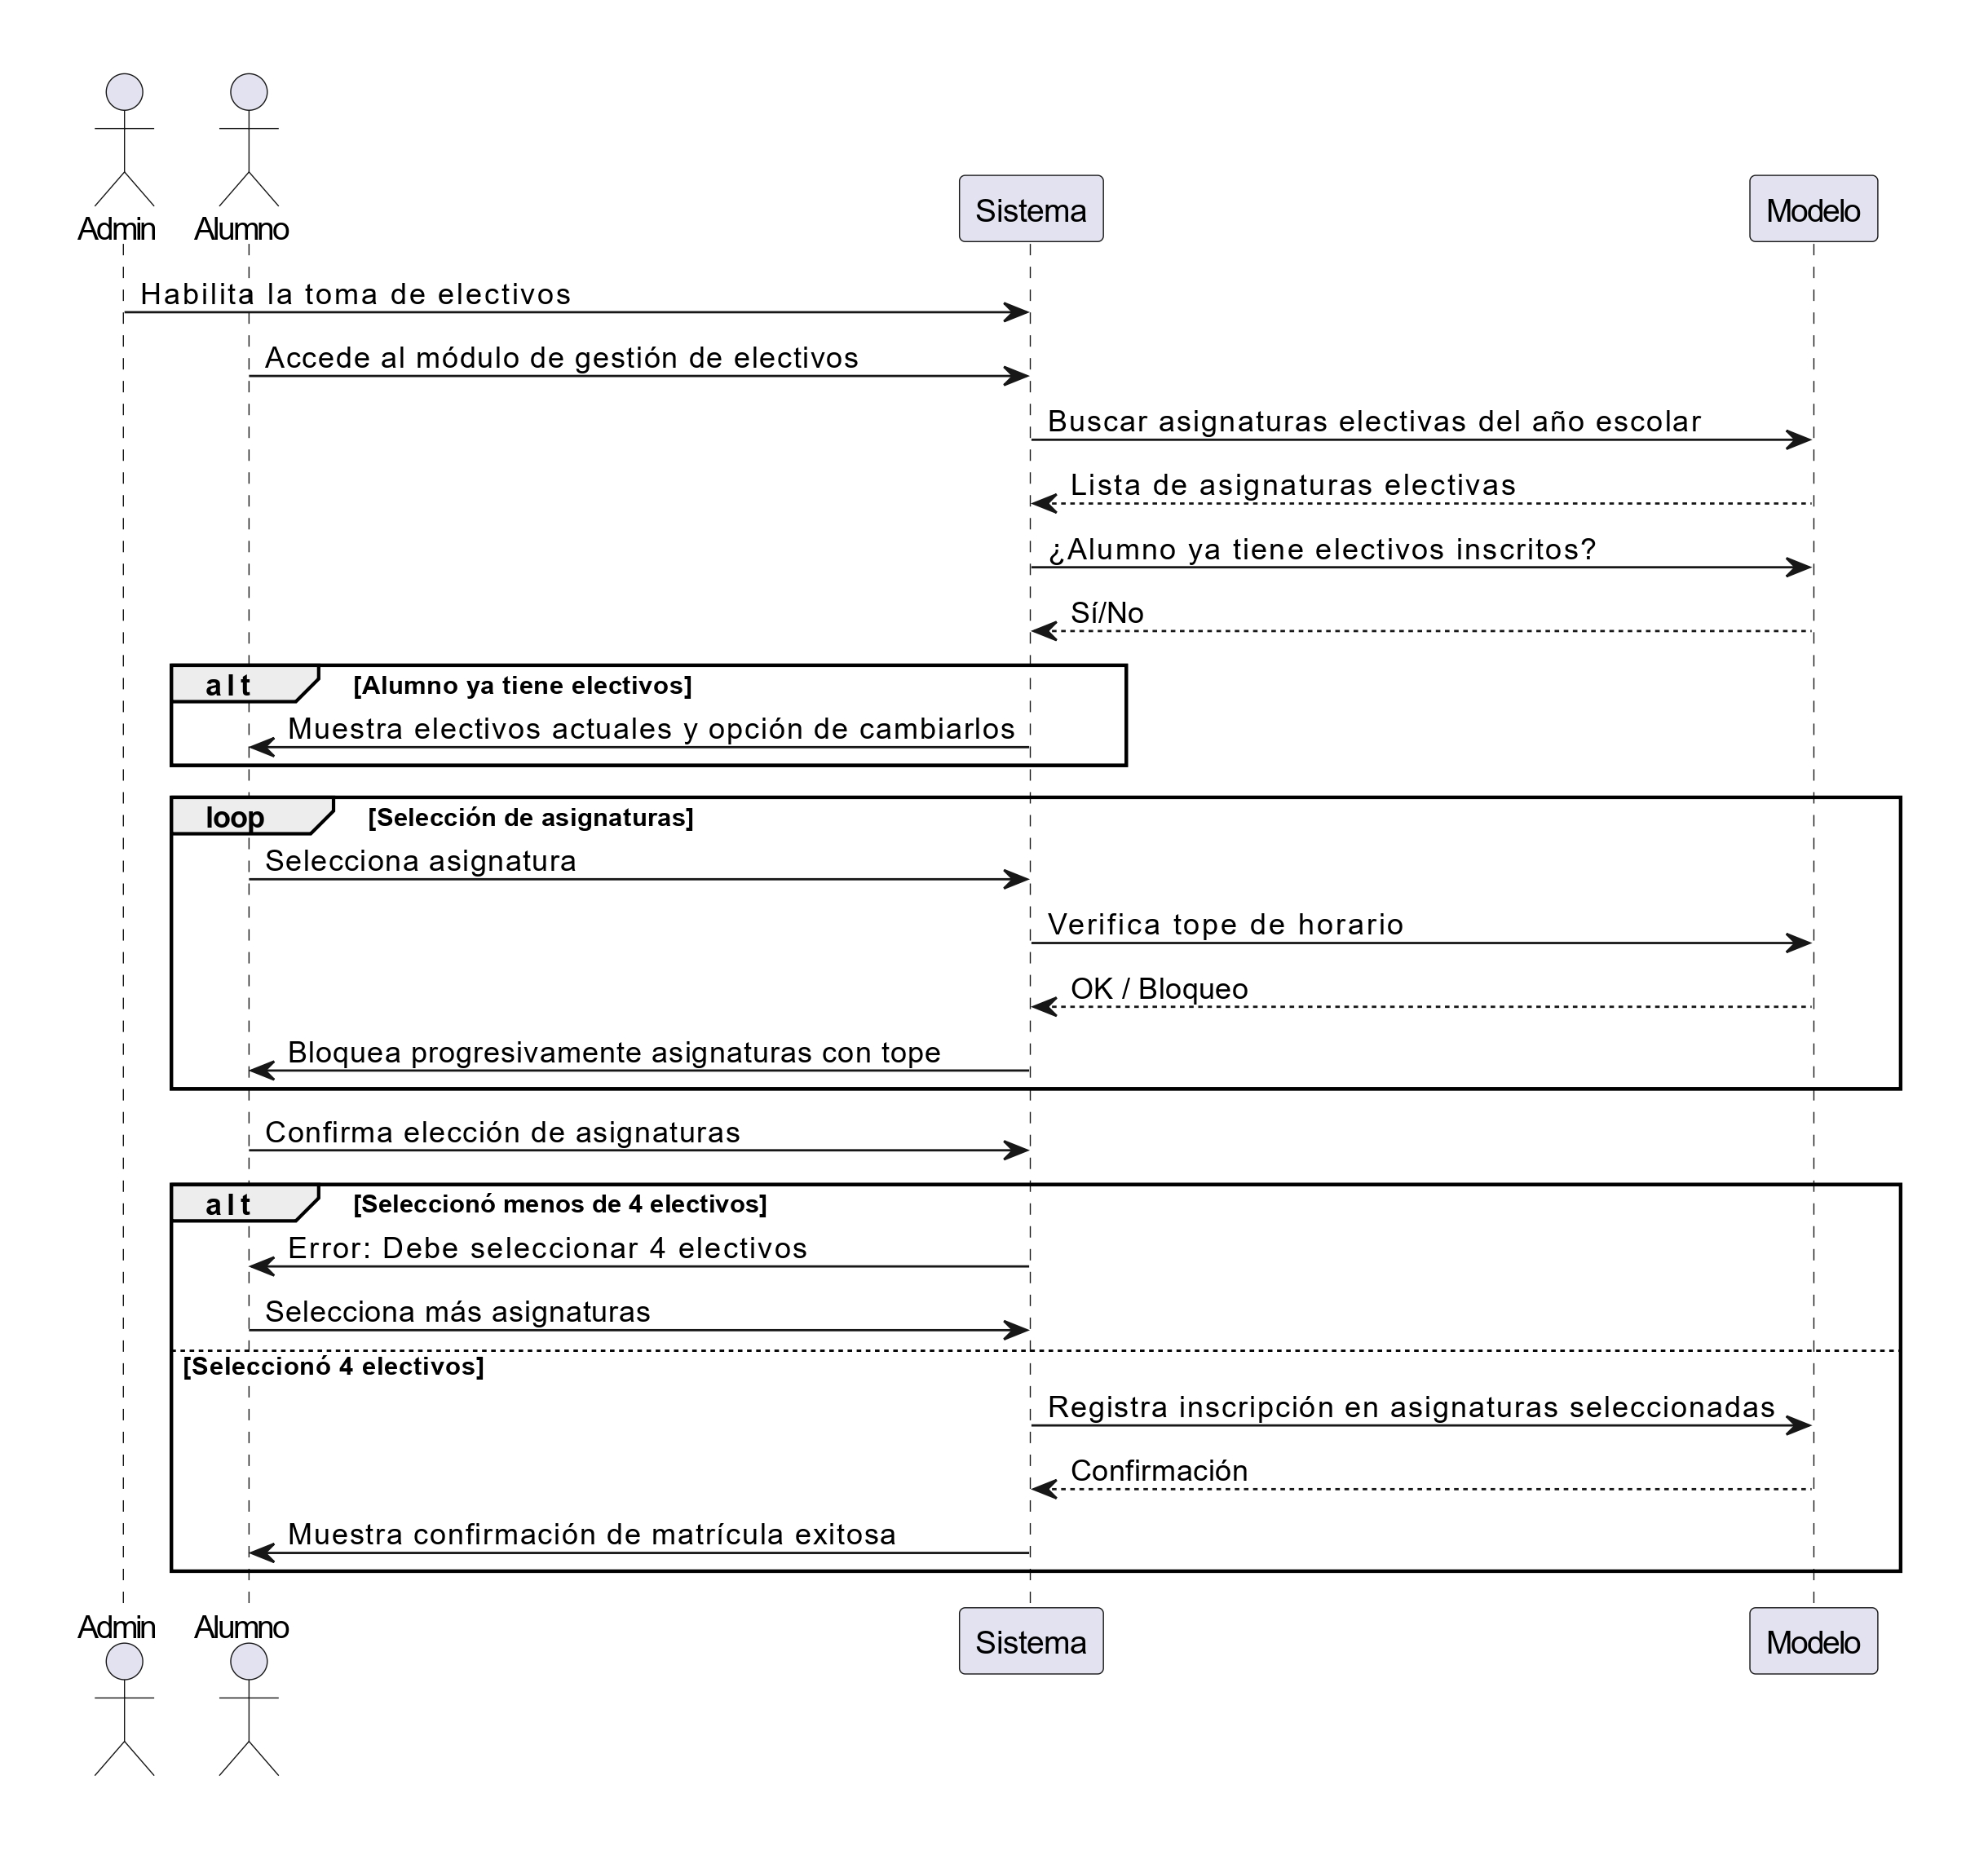 Admin
Alumno
Sistema
Modelo
Habilita la toma de electivos
Accede al módulo de gestión de electivos
Buscar asignaturas electivas del año escolar
Lista de asignaturas electivas
¿Alumno ya tiene electivos inscritos?
Sí/No
alt [Alumno ya tiene electivos]
Muestra electivos actuales y opción de cambiarlos
loop [Selección de asignaturas]
Selecciona asignatura
Verifica tope de horario
OK / Bloqueo
Bloquea progresivamente asignaturas con tope
Confirma elección de asignaturas
alt [Seleccionó menos de 4 electivos]
Error: Debe seleccionar 4 electivos
Selecciona más asignaturas
[Seleccionó 4 electivos]
Registra inscripción en asignaturas seleccionadas
Confirmación
Muestra confirmación de matrícula exitosa
Admin
Alumno
Sistema
Modelo